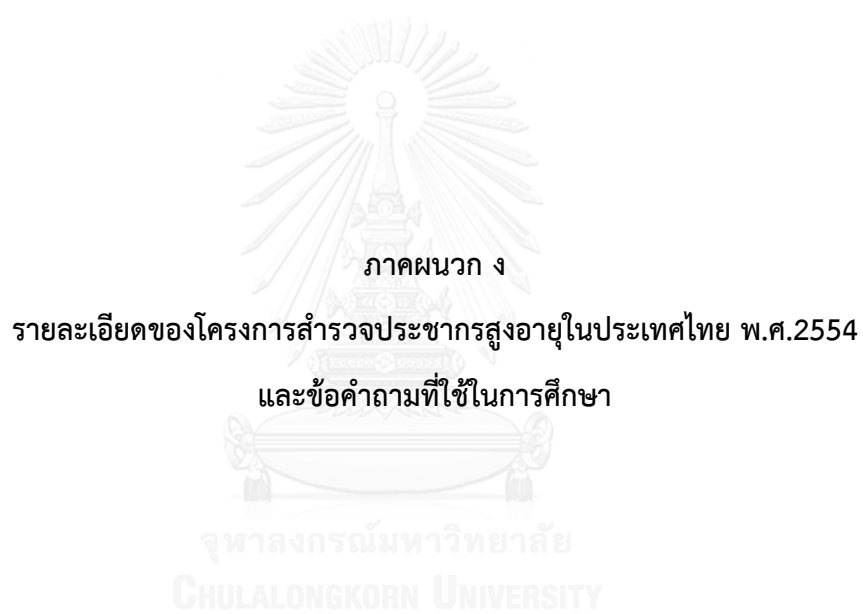 ภาคผนวก ง
รายละเอียดของโครงการสำรวจประชากรสูงอายุในประเทศไทย พ.ศ.2554
และข้อคำถามที่ใช้ในการศึกษา
จุฬาลงกรณ์มหาวิทยาลัย
CHULALONGKORN UNIVERSITY